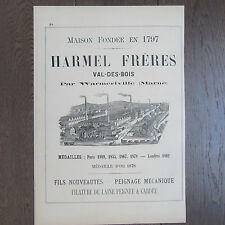 MAISON FONDÉE EN 1797
HARMEL FRÈRES
VAL-DES-BOIS
Par Warmeriville (Marne)
MÉDAILLES : Paris 1849, 1855, 1867, 1878 — Londres 1862
MÉDAILLE D'OR 1878
FILS NOUVEAUTÉS PEIGNAGE MÉCANIQUE
FILATURE DE LAINE PEIGNÉE & CARDÉE